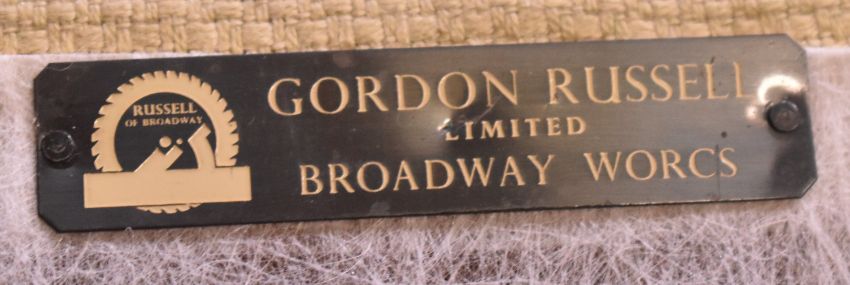 RUSSELL
OF BROADWAY
GORDON RUSSELL
LIMITED
BROADWAY WORCS